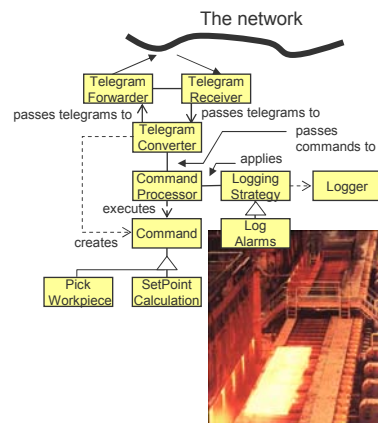 The network
Telegram
Forwarder
Telegram
Receiver
passes telegrams to
passes telegrams to
Telegram
Converter
passes
commands to
applies
Command
Processor
Logging
Strategy
Logger
executes
creates
Command
Log
Alarms
Pick
Workpiece
SetPoint
Calculation